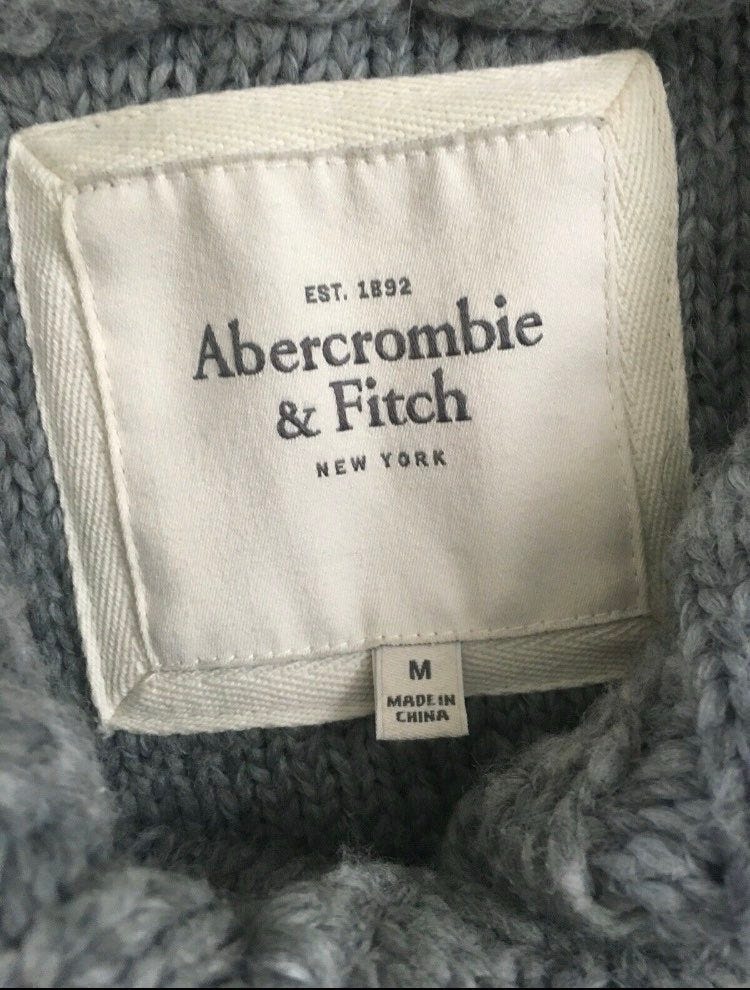 EST. 1892
Abercrombie
& Fitch
NEW YORK
M
MADE IN
CHINA